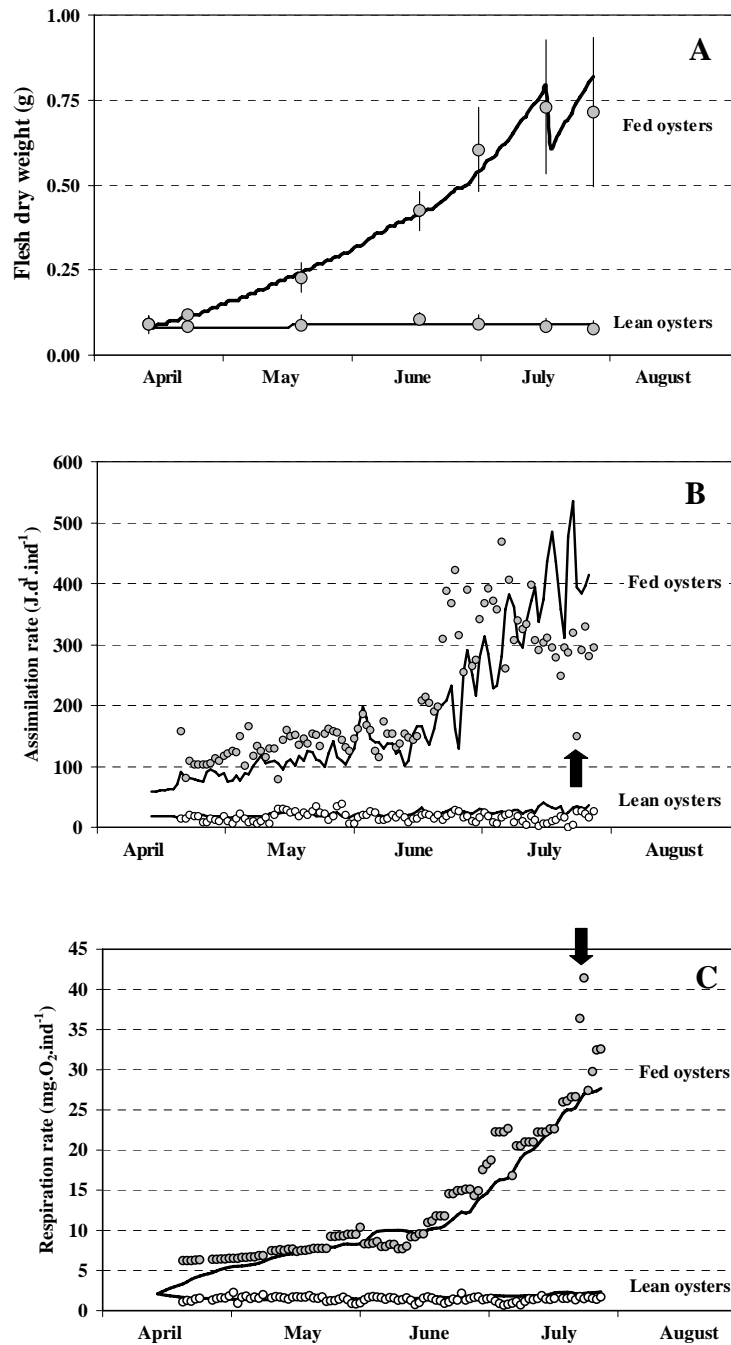 1.00
A
0.75
Fed oysters
Flesh dry weight (g)
0.50
0.25
Lean oysters
0.00
April May June July August
600
B
500
400
Fed oysters
Assimilation rate (J.d¹.ind⁻¹)
300
200
100
Lean oysters
0
April May June July August
45
C
40
35
30
Fed oysters
25
Respiration rate (mg.O₂.ind⁻¹)
20
15
10
5
Lean oysters
0
April May June July August